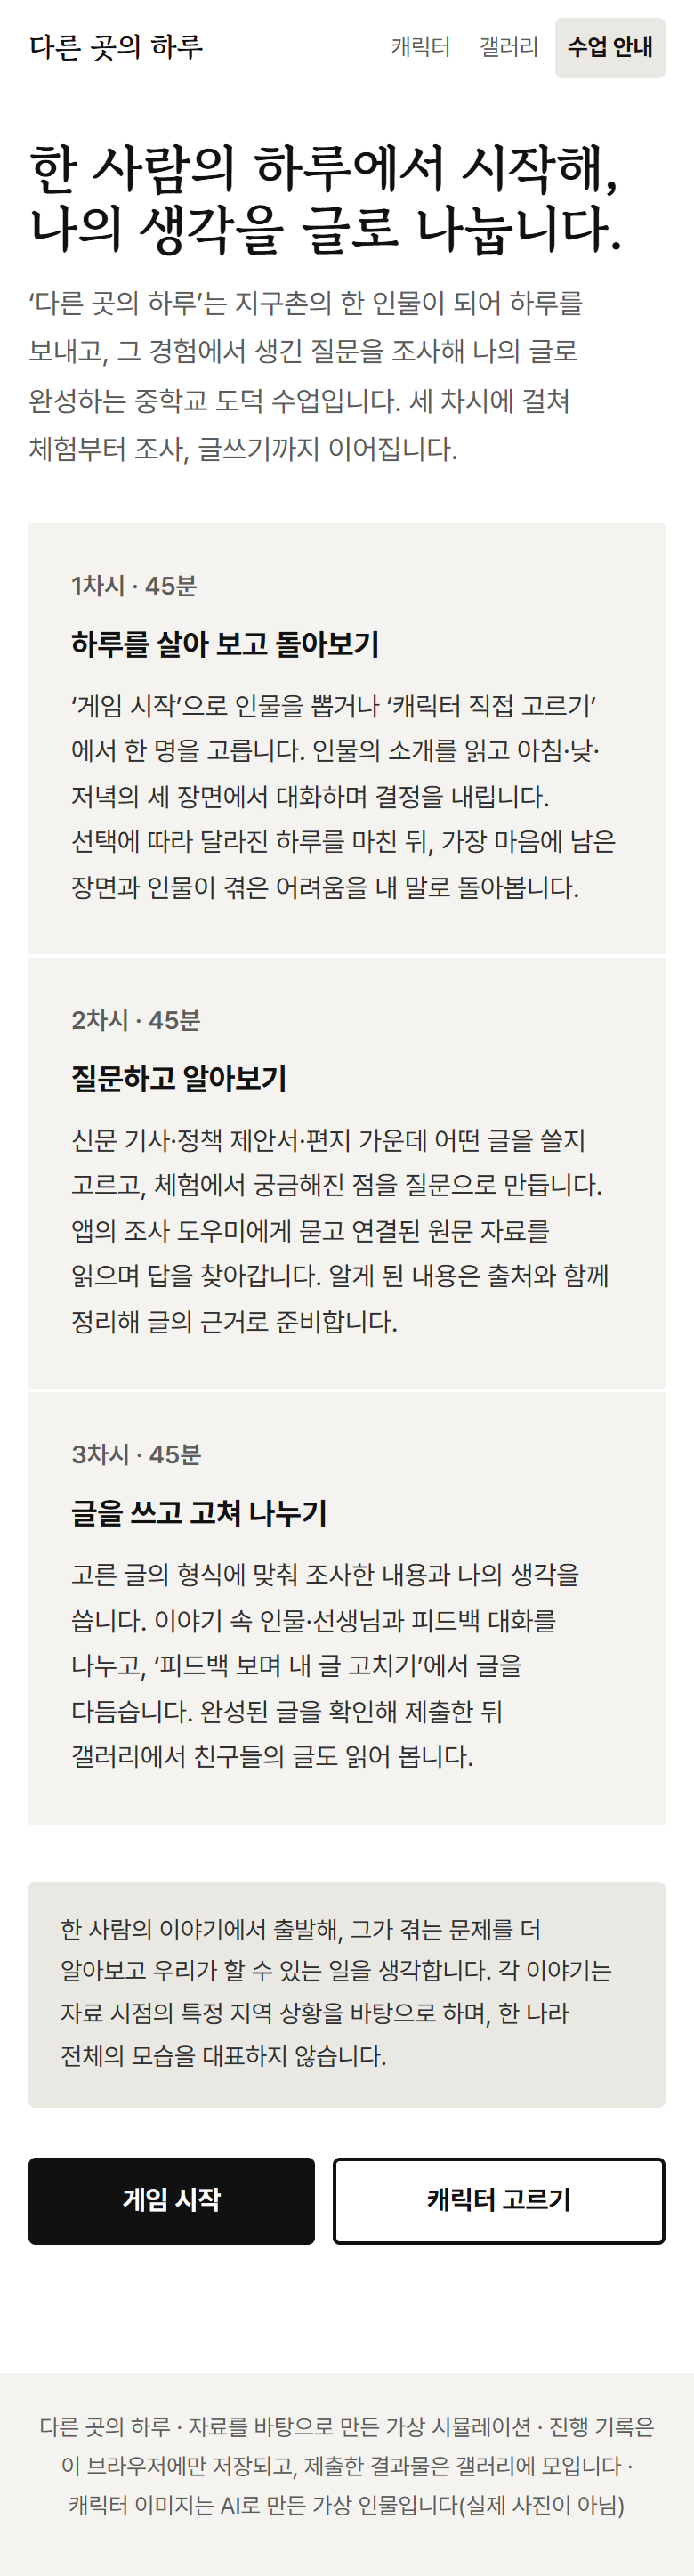 다른 곳의 하루
캐릭터
갤러리
수업 안내
한 사람의 하루에서 시작해,
나의 생각을 글로 나눕니다.
‘다른 곳의 하루’는 지구촌의 한 인물이 되어 하루를
보내고, 그 경험에서 생긴 질문을 조사해 나의 글로
완성하는 중학교 도덕 수업입니다. 세 차시에 걸쳐
체험부터 조사, 글쓰기까지 이어집니다.
1차시 · 45분
하루를 살아 보고 돌아보기
‘게임 시작’으로 인물을 뽑거나 ‘캐릭터 직접 고르기’
에서 한 명을 고릅니다. 인물의 소개를 읽고 아침·낮·
저녁의 세 장면에서 대화하며 결정을 내립니다.
선택에 따라 달라진 하루를 마친 뒤, 가장 마음에 남은
장면과 인물이 겪은 어려움을 내 말로 돌아봅니다.
2차시 · 45분
질문하고 알아보기
신문 기사·정책 제안서·편지 가운데 어떤 글을 쓸지
고르고, 체험에서 궁금해진 점을 질문으로 만듭니다.
앱의 조사 도우미에게 묻고 연결된 원문 자료를
읽으며 답을 찾아갑니다. 알게 된 내용은 출처와 함께
정리해 글의 근거로 준비합니다.
3차시 · 45분
글을 쓰고 고쳐 나누기
고른 글의 형식에 맞춰 조사한 내용과 나의 생각을
씁니다. 이야기 속 인물·선생님과 피드백 대화를
나누고, ‘피드백 보며 내 글 고치기’에서 글을
다듬습니다. 완성된 글을 확인해 제출한 뒤
갤러리에서 친구들의 글도 읽어 봅니다.
한 사람의 이야기에서 출발해, 그가 겪는 문제를 더
알아보고 우리가 할 수 있는 일을 생각합니다. 각 이야기는
자료 시점의 특정 지역 상황을 바탕으로 하며, 한 나라
전체의 모습을 대표하지 않습니다.
게임 시작
캐릭터 고르기
다른 곳의 하루 · 자료를 바탕으로 만든 가상 시뮬레이션 · 진행 기록은
이 브라우저에만 저장되고, 제출한 결과물은 갤러리에 모입니다 ·
캐릭터 이미지는 AI로 만든 가상 인물입니다(실제 사진이 아님)